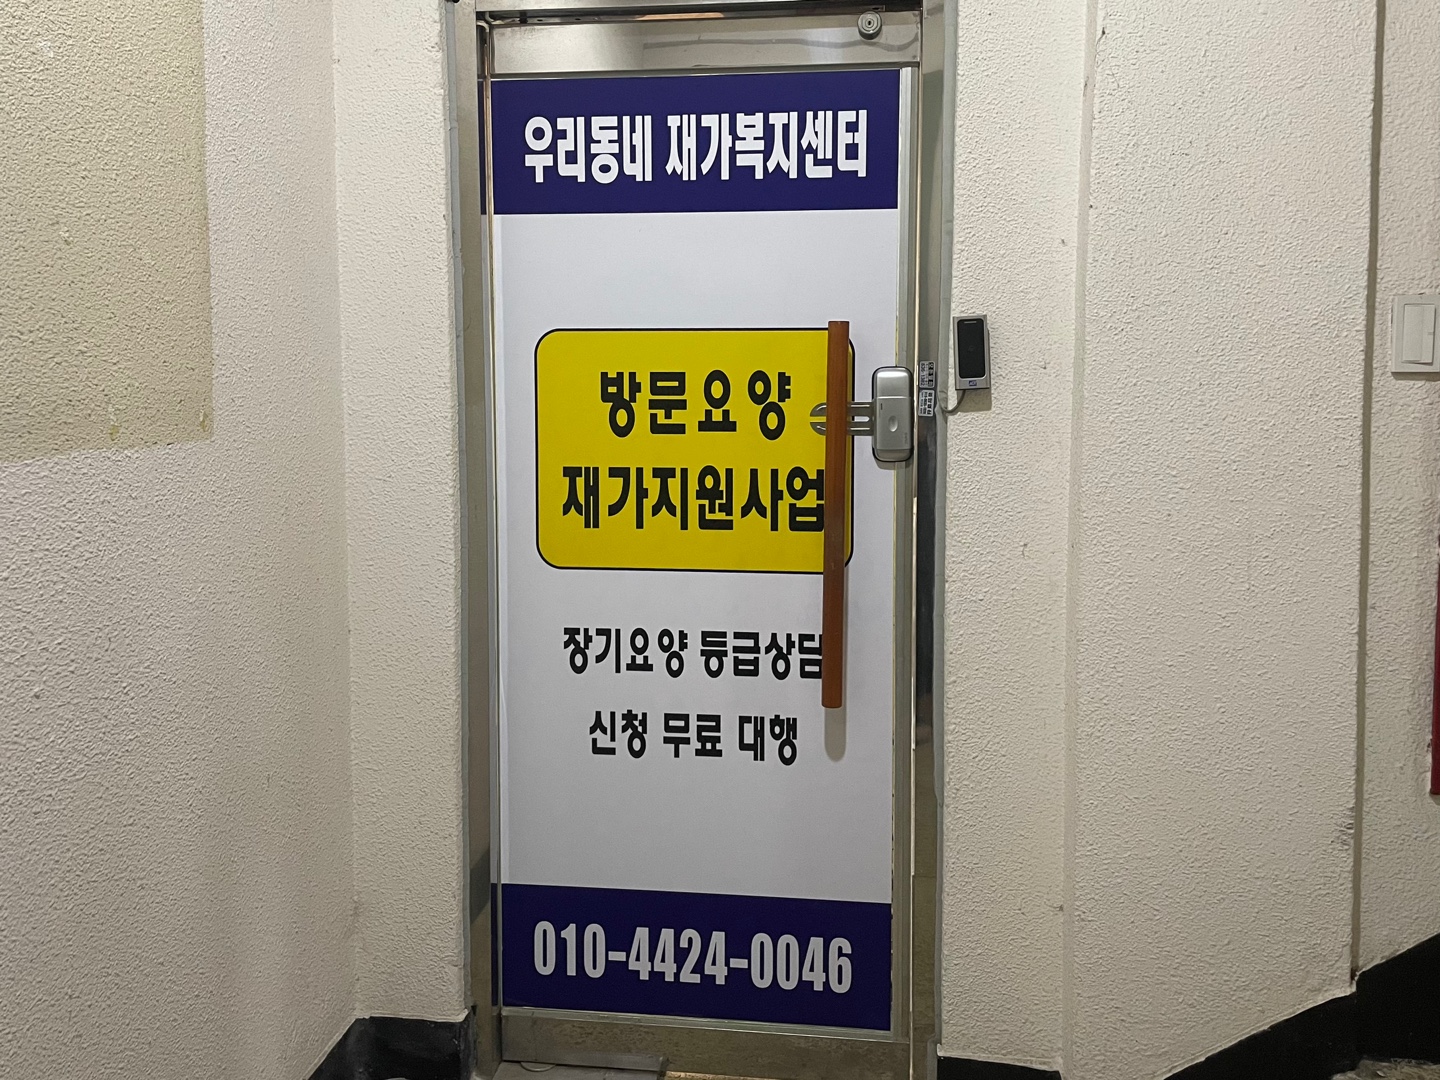 우리동네 재가복지센터
방문요양
재가지원사업
장기요양 등급상담
신청 무료 대행
010-4424-0046